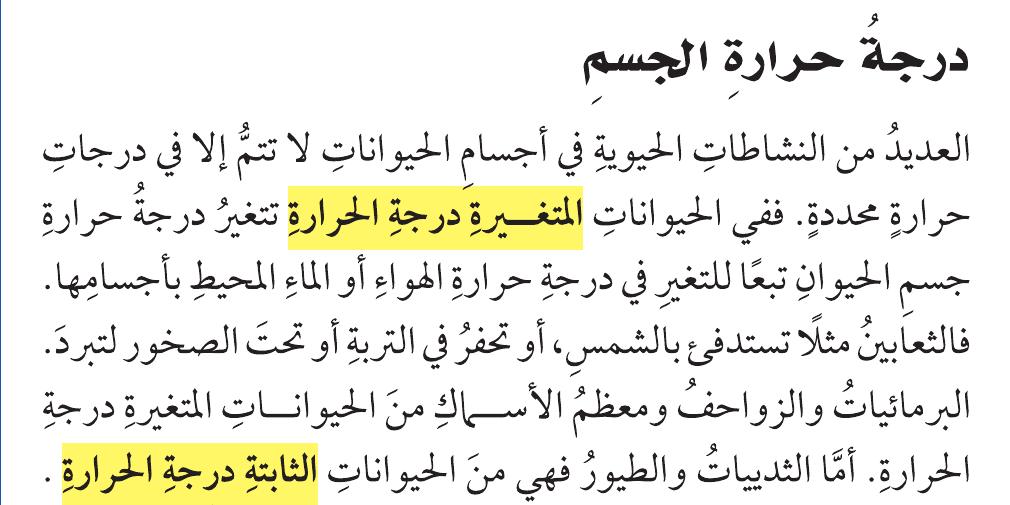 درجةُ حرارةِ الجسمِ
العديدُ من النشاطاتِ الحيويةِ في أجسامِ الحيواناتِ لا تتمُّ إلا في درجاتِ
حرارةٍ محددةٍ. ففي الحيواناتِ المتغـيرةِ درجةِ الحرارةِ تتغيرُ درجةُ حرارةِ
جسمِ الحيوانِ تبعًا للتغيرِ في درجةِ حرارةِ الهواءِ أو الماءِ المحيطِ بأجسامِها.
فالثعابينُ مثلًا تستدفئ بالشمسِ، أو تحفرُ في التربةِ أو تحتَ الصخور لتبردَ.
البرمائياتُ والزواحفُ ومعظمُ الأسـماكِ منَ الحيوانـاتِ المتغيرةِ درجةِ
الحرارةِ. أمَّا الثدييات�ُ والطيورُ فهي منَ الحيواناتِ الثابتةِ درجةِ الحرارةِ .